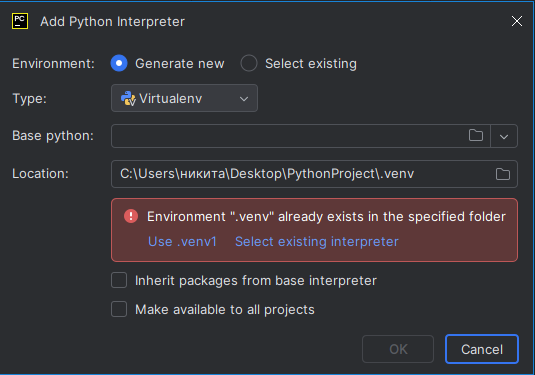 PC Add Python Interpreter
Environment: Generate new Select existing
Type: Virtualenv
Base python:
Location: C:\Users\никита\Desktop\PythonProject\.venv
Environment ".venv" already exists in the specified folder
Use .venv1 Select existing interpreter
Inherit packages from base interpreter
Make available to all projects
OK Cancel